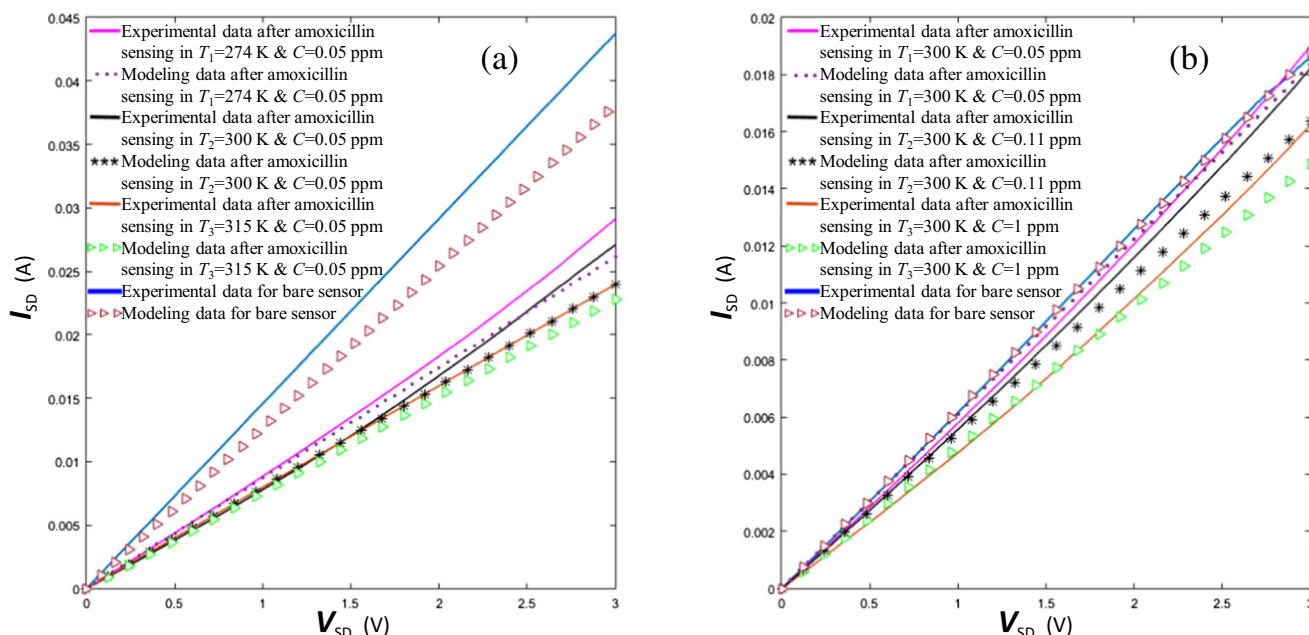 0.045
0.04
0.035
0.03
0.025
0.02
0.015
0.01
0.005
0
I_SD (A)
(a)
Experimental data after amoxicillin
sensing in T₁=274 K & C=0.05 ppm
Modeling data after amoxicillin
sensing in T₁=274 K & C=0.05 ppm
Experimental data after amoxicillin
sensing in T₂=300 K & C=0.05 ppm
Modeling data after amoxicillin
sensing in T₂=300 K & C=0.05 ppm
Experimental data after amoxicillin
sensing in T₃=315 K & C=0.05 ppm
Modeling data after amoxicillin
sensing in T₃=315 K & C=0.05 ppm
Experimental data for bare sensor
Modeling data for bare sensor
0 0.5 1 1.5 2 2.5 3
V_SD (V)
0.02
0.018
0.016
0.014
0.012
0.01
0.008
0.006
0.004
0.002
0
I_SD (A)
(b)
Experimental data after amoxicillin
sensing in T₁=300 K & C=0.05 ppm
Modeling data after amoxicillin
sensing in T₁=300 K & C=0.05 ppm
Experimental data after amoxicillin
sensing in T₂=300 K & C=0.11 ppm
Modeling data after amoxicillin
sensing in T₂=300 K & C=0.11 ppm
Experimental data after amoxicillin
sensing in T₃=300 K & C=1 ppm
Modeling data after amoxicillin
sensing in T₃=300 K & C=1 ppm
Experimental data for bare sensor
Modeling data for bare sensor
0 0.5 1 1.5 2 2.5 3
V_SD (V)